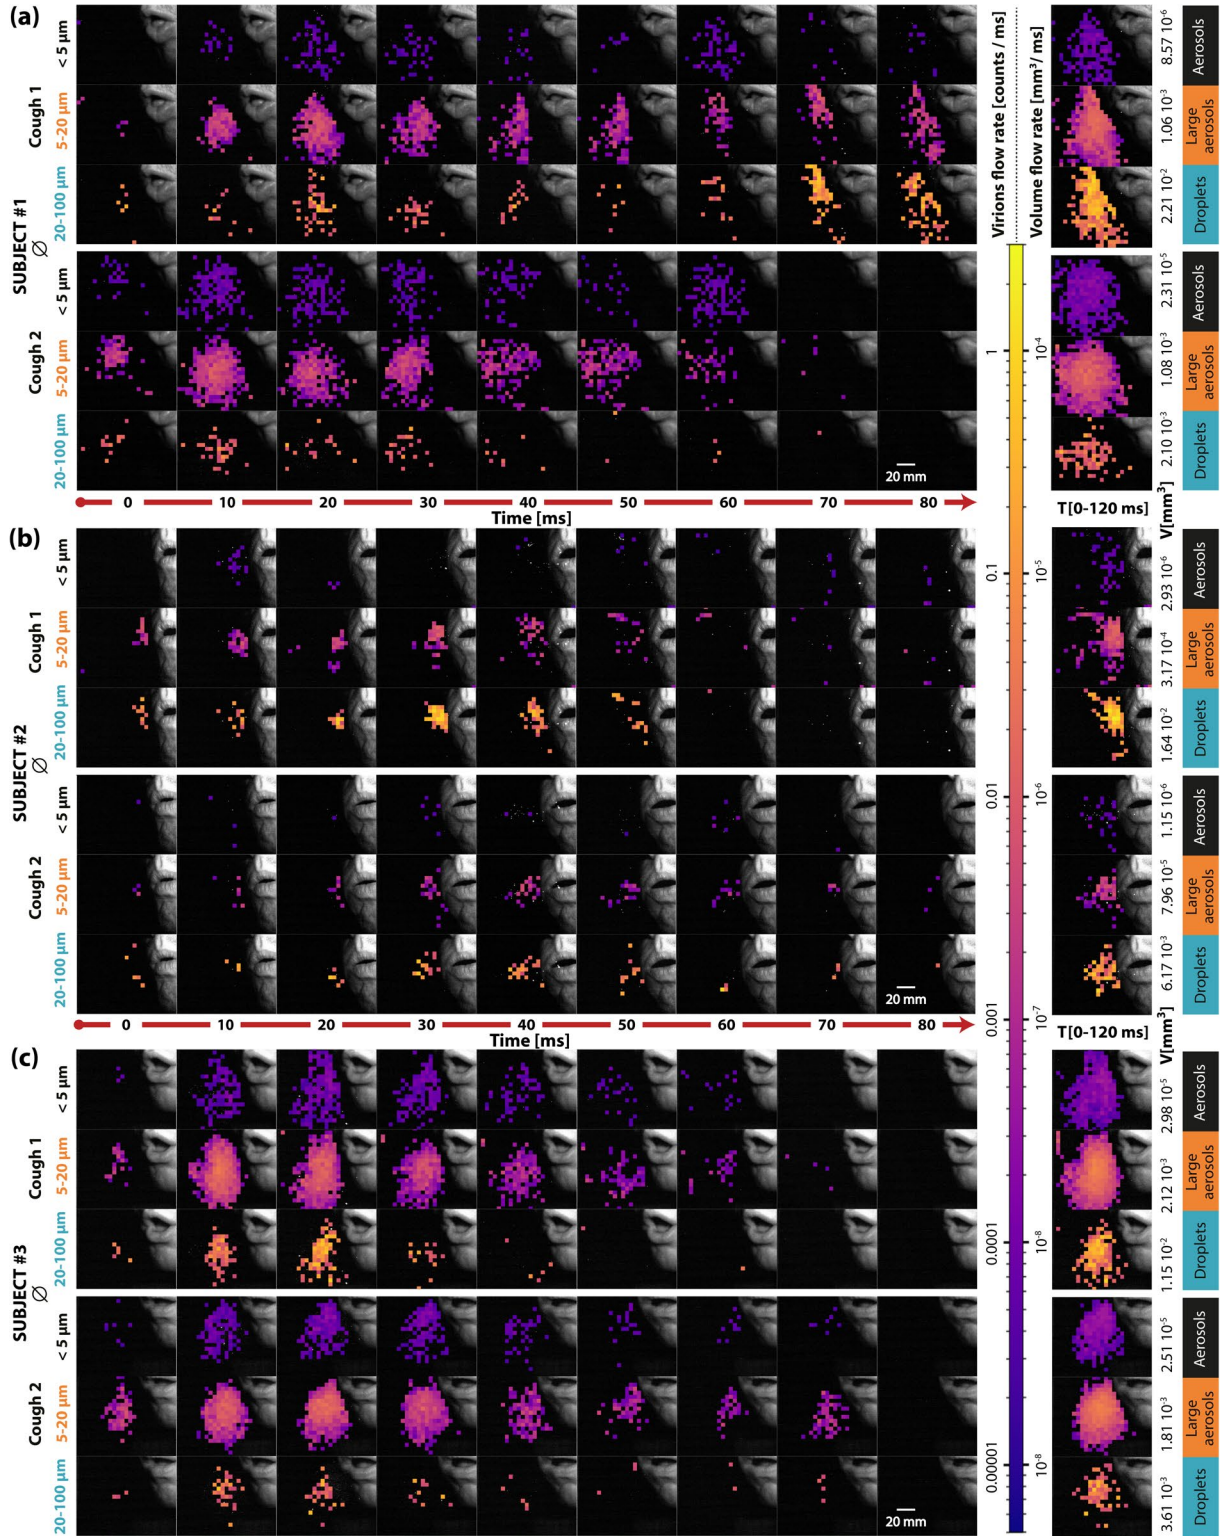 (a)
SUBJECT #1
Ø
Cough 1
< 5 µm
5-20 µm
20-100 µm
Cough 2
< 5 µm
5-20 µm
20-100 µm
20 mm
0 10 20 30 40 50 60 70 80
Time [ms]
8.57 10-6
Aerosols
1.06 10-3
Large aerosols
2.21 10-2
Droplets
2.31 10-5
Aerosols
1.08 10-3
Large aerosols
2.10 10-3
Droplets
T[0-120 ms]
V[mm3]
Virions flow rate [counts / ms]
Volume flow rate [mm3/ ms]
1
10-4
0.1
10-5
0.01
10-6
0.001
10-7
0.0001
10-8
0.00001
10-8
(b)
SUBJECT #2
Ø
Cough 1
< 5 µm
5-20 µm
20-100 µm
Cough 2
< 5 µm
5-20 µm
20-100 µm
20 mm
0 10 20 30 40 50 60 70 80
Time [ms]
2.93 10-6
Aerosols
3.17 10-4
Large aerosols
1.64 10-2
Droplets
1.15 10-6
Aerosols
7.96 10-5
Large aerosols
6.17 10-3
Droplets
T[0-120 ms]
V[mm3]
(c)
SUBJECT #3
Ø
Cough 1
< 5 µm
5-20 µm
20-100 µm
Cough 2
< 5 µm
5-20 µm
20-100 µm
20 mm
2.98 10-5
Aerosols
2.12 10-3
Large aerosols
1.15 10-2
Droplets
2.51 10-5
Aerosols
1.81 10-3
Large aerosols
3.61 10-3
Droplets